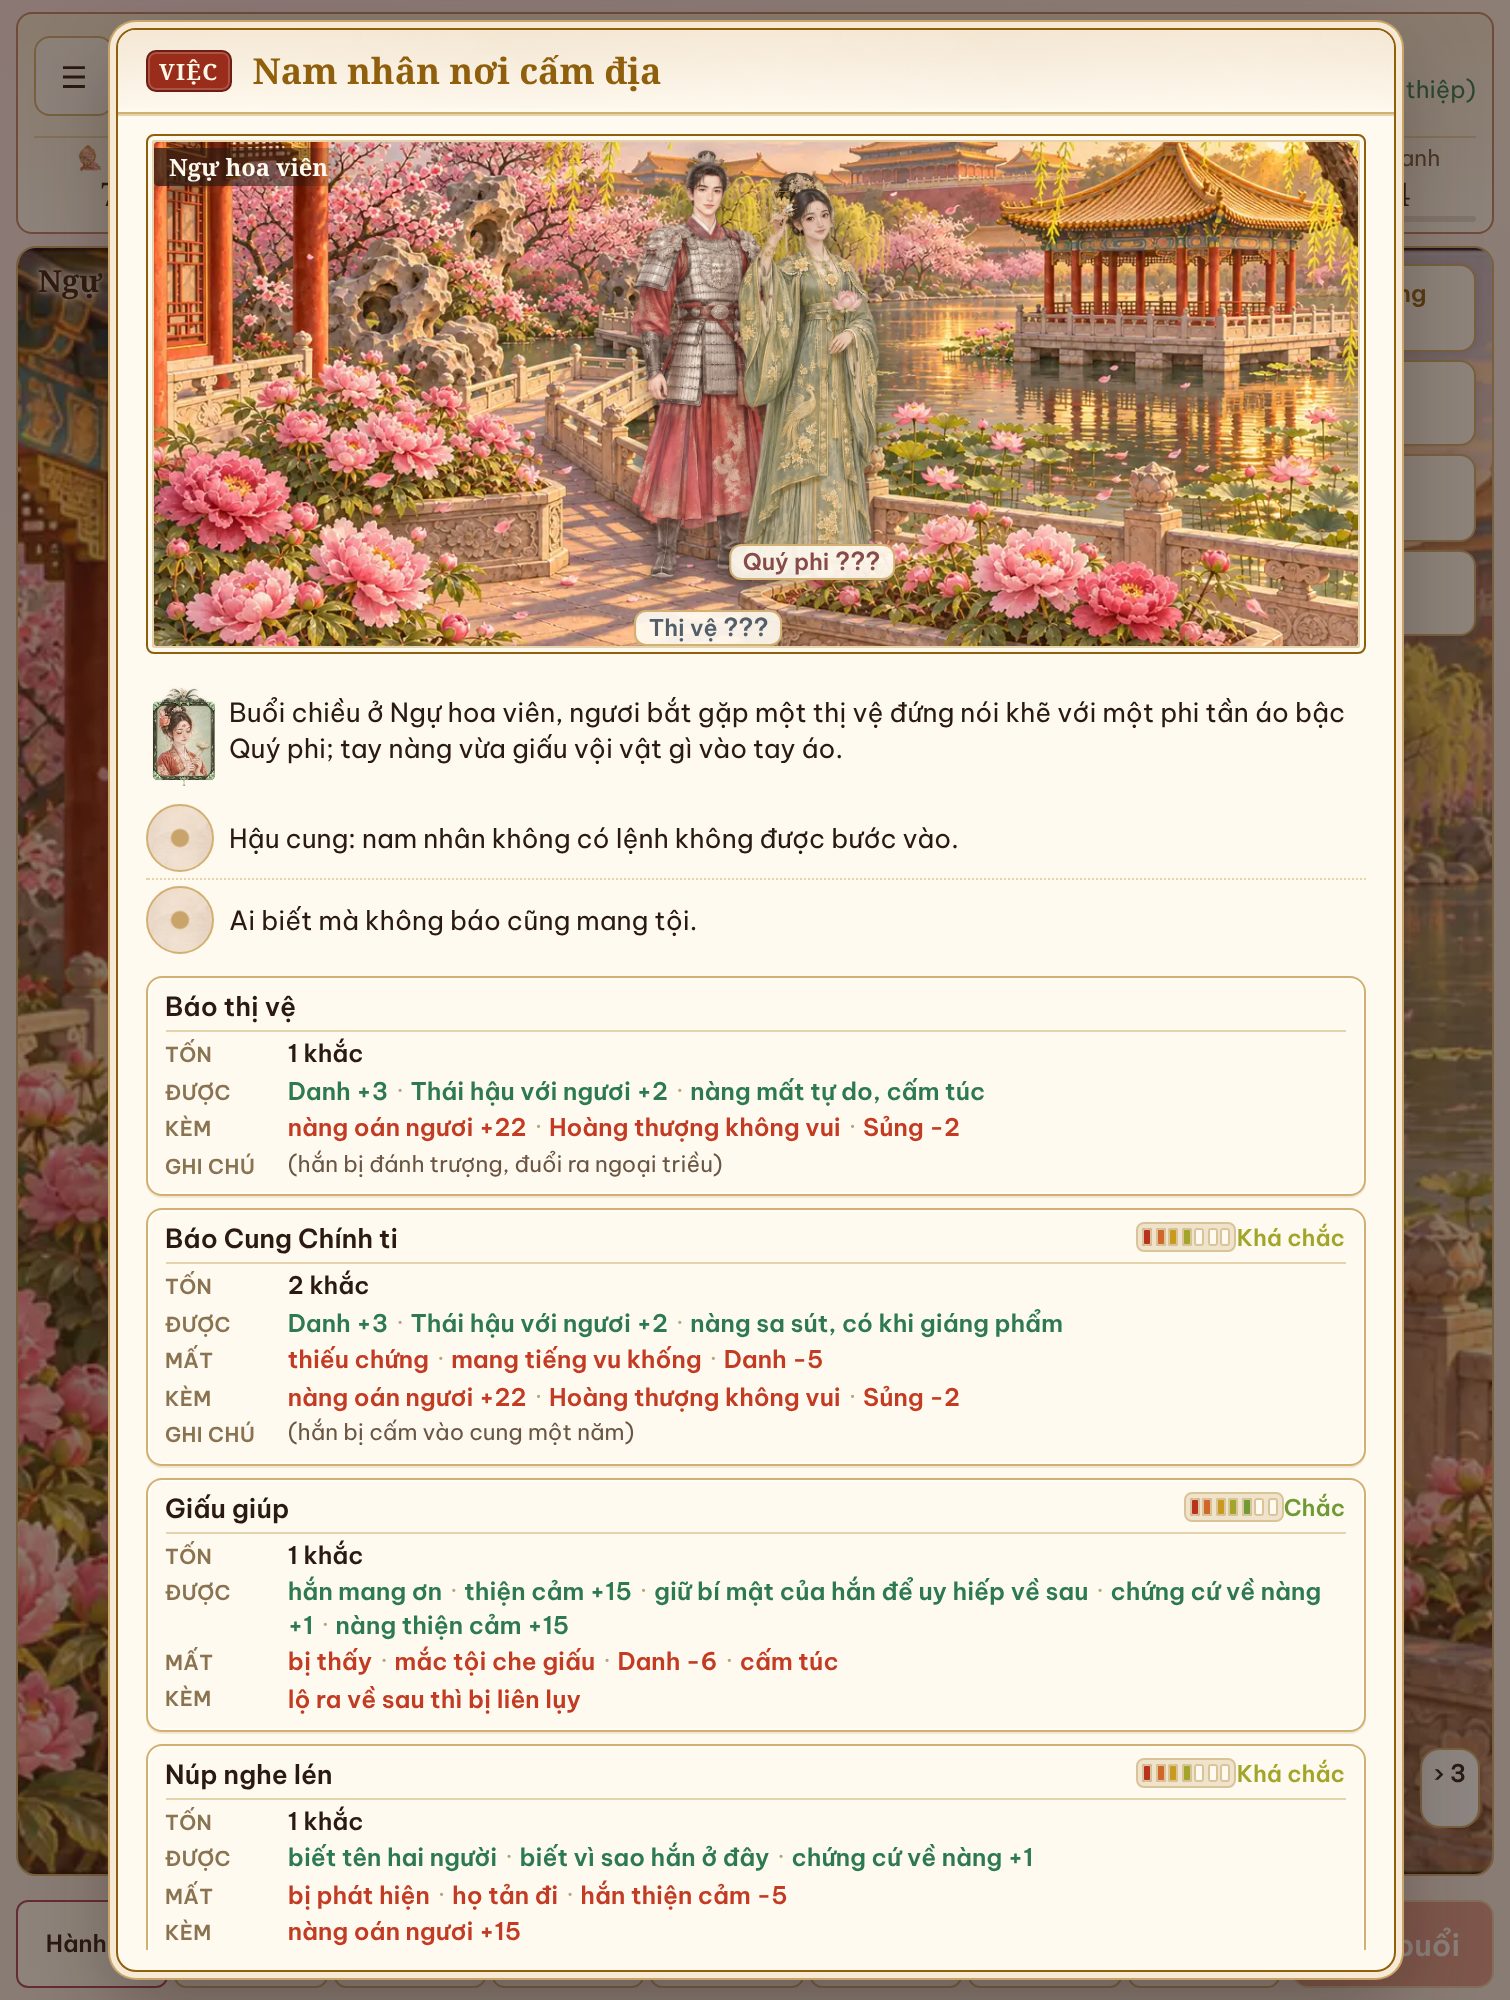 VIỆC Nam nhân nơi cấm địa
thiệp)
anh
Ngự
ng
Ngự hoa viên
Quý phi ???
Thị vệ ???
Buổi chiều ở Ngự hoa viên, ngươi bắt gặp một thị vệ đứng nói khẽ với một phi tần áo bậc
Quý phi; tay nàng vừa giấu vội vật gì vào tay áo.
Hậu cung: nam nhân không có lệnh không được bước vào.
Ai biết mà không báo cũng mang tội.
Báo thị vệ
TỐN 1 khắc
ĐƯỢC Danh +3 · Thái hậu với ngươi +2 · nàng mất tự do, cấm túc
KÈM nàng oán ngươi +22 · Hoàng thượng không vui · Sủng -2
GHI CHÚ (hắn bị đánh trượng, đuổi ra ngoại triều)
Báo Cung Chính ti Khá chắc
TỐN 2 khắc
ĐƯỢC Danh +3 · Thái hậu với ngươi +2 · nàng sa sút, có khi giáng phẩm
MẤT thiếu chứng · mang tiếng vu khống · Danh -5
KÈM nàng oán ngươi +22 · Hoàng thượng không vui · Sủng -2
GHI CHÚ (hắn bị cấm vào cung một năm)
Giấu giúp Chắc
TỐN 1 khắc
ĐƯỢC hắn mang ơn · thiện cảm +15 · giữ bí mật của hắn để uy hiếp về sau · chứng cứ về nàng
+1 · nàng thiện cảm +15
MẤT bị thấy · mắc tội che giấu · Danh -6 · cấm túc
KÈM lộ ra về sau thì bị liên lụy
Núp nghe lén Khá chắc
TỐN 1 khắc
ĐƯỢC biết tên hai người · biết vì sao hắn ở đây · chứng cứ về nàng +1
MẤT bị phát hiện · họ tản đi · hắn thiện cảm -5
KÈM nàng oán ngươi +15
› 3
Hành
buổi